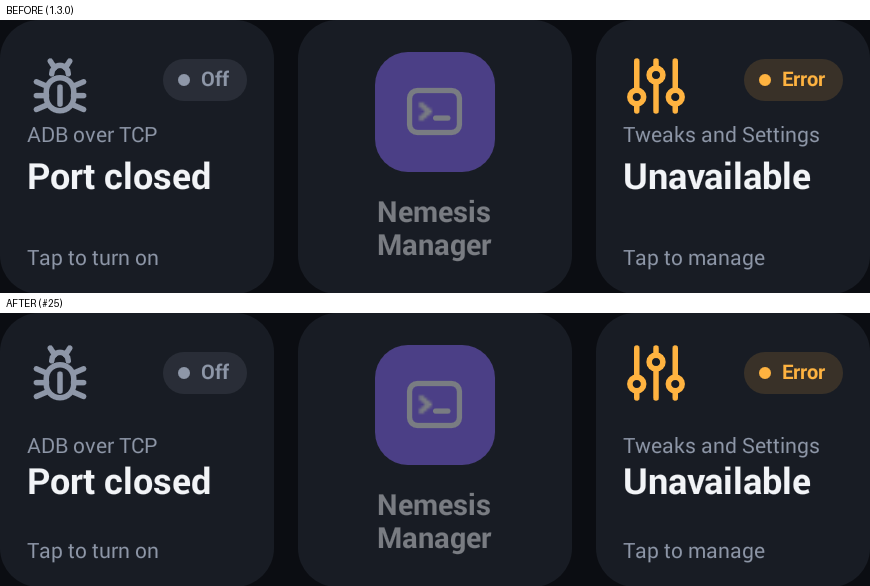 BEFORE (1.3.0)
Off
ADB over TCP
Port closed
Tap to turn on
Nemesis
Manager
Error
Tweaks and Settings
Unavailable
Tap to manage
AFTER (#25)
Off
ADB over TCP
Port closed
Tap to turn on
Nemesis
Manager
Error
Tweaks and Settings
Unavailable
Tap to manage